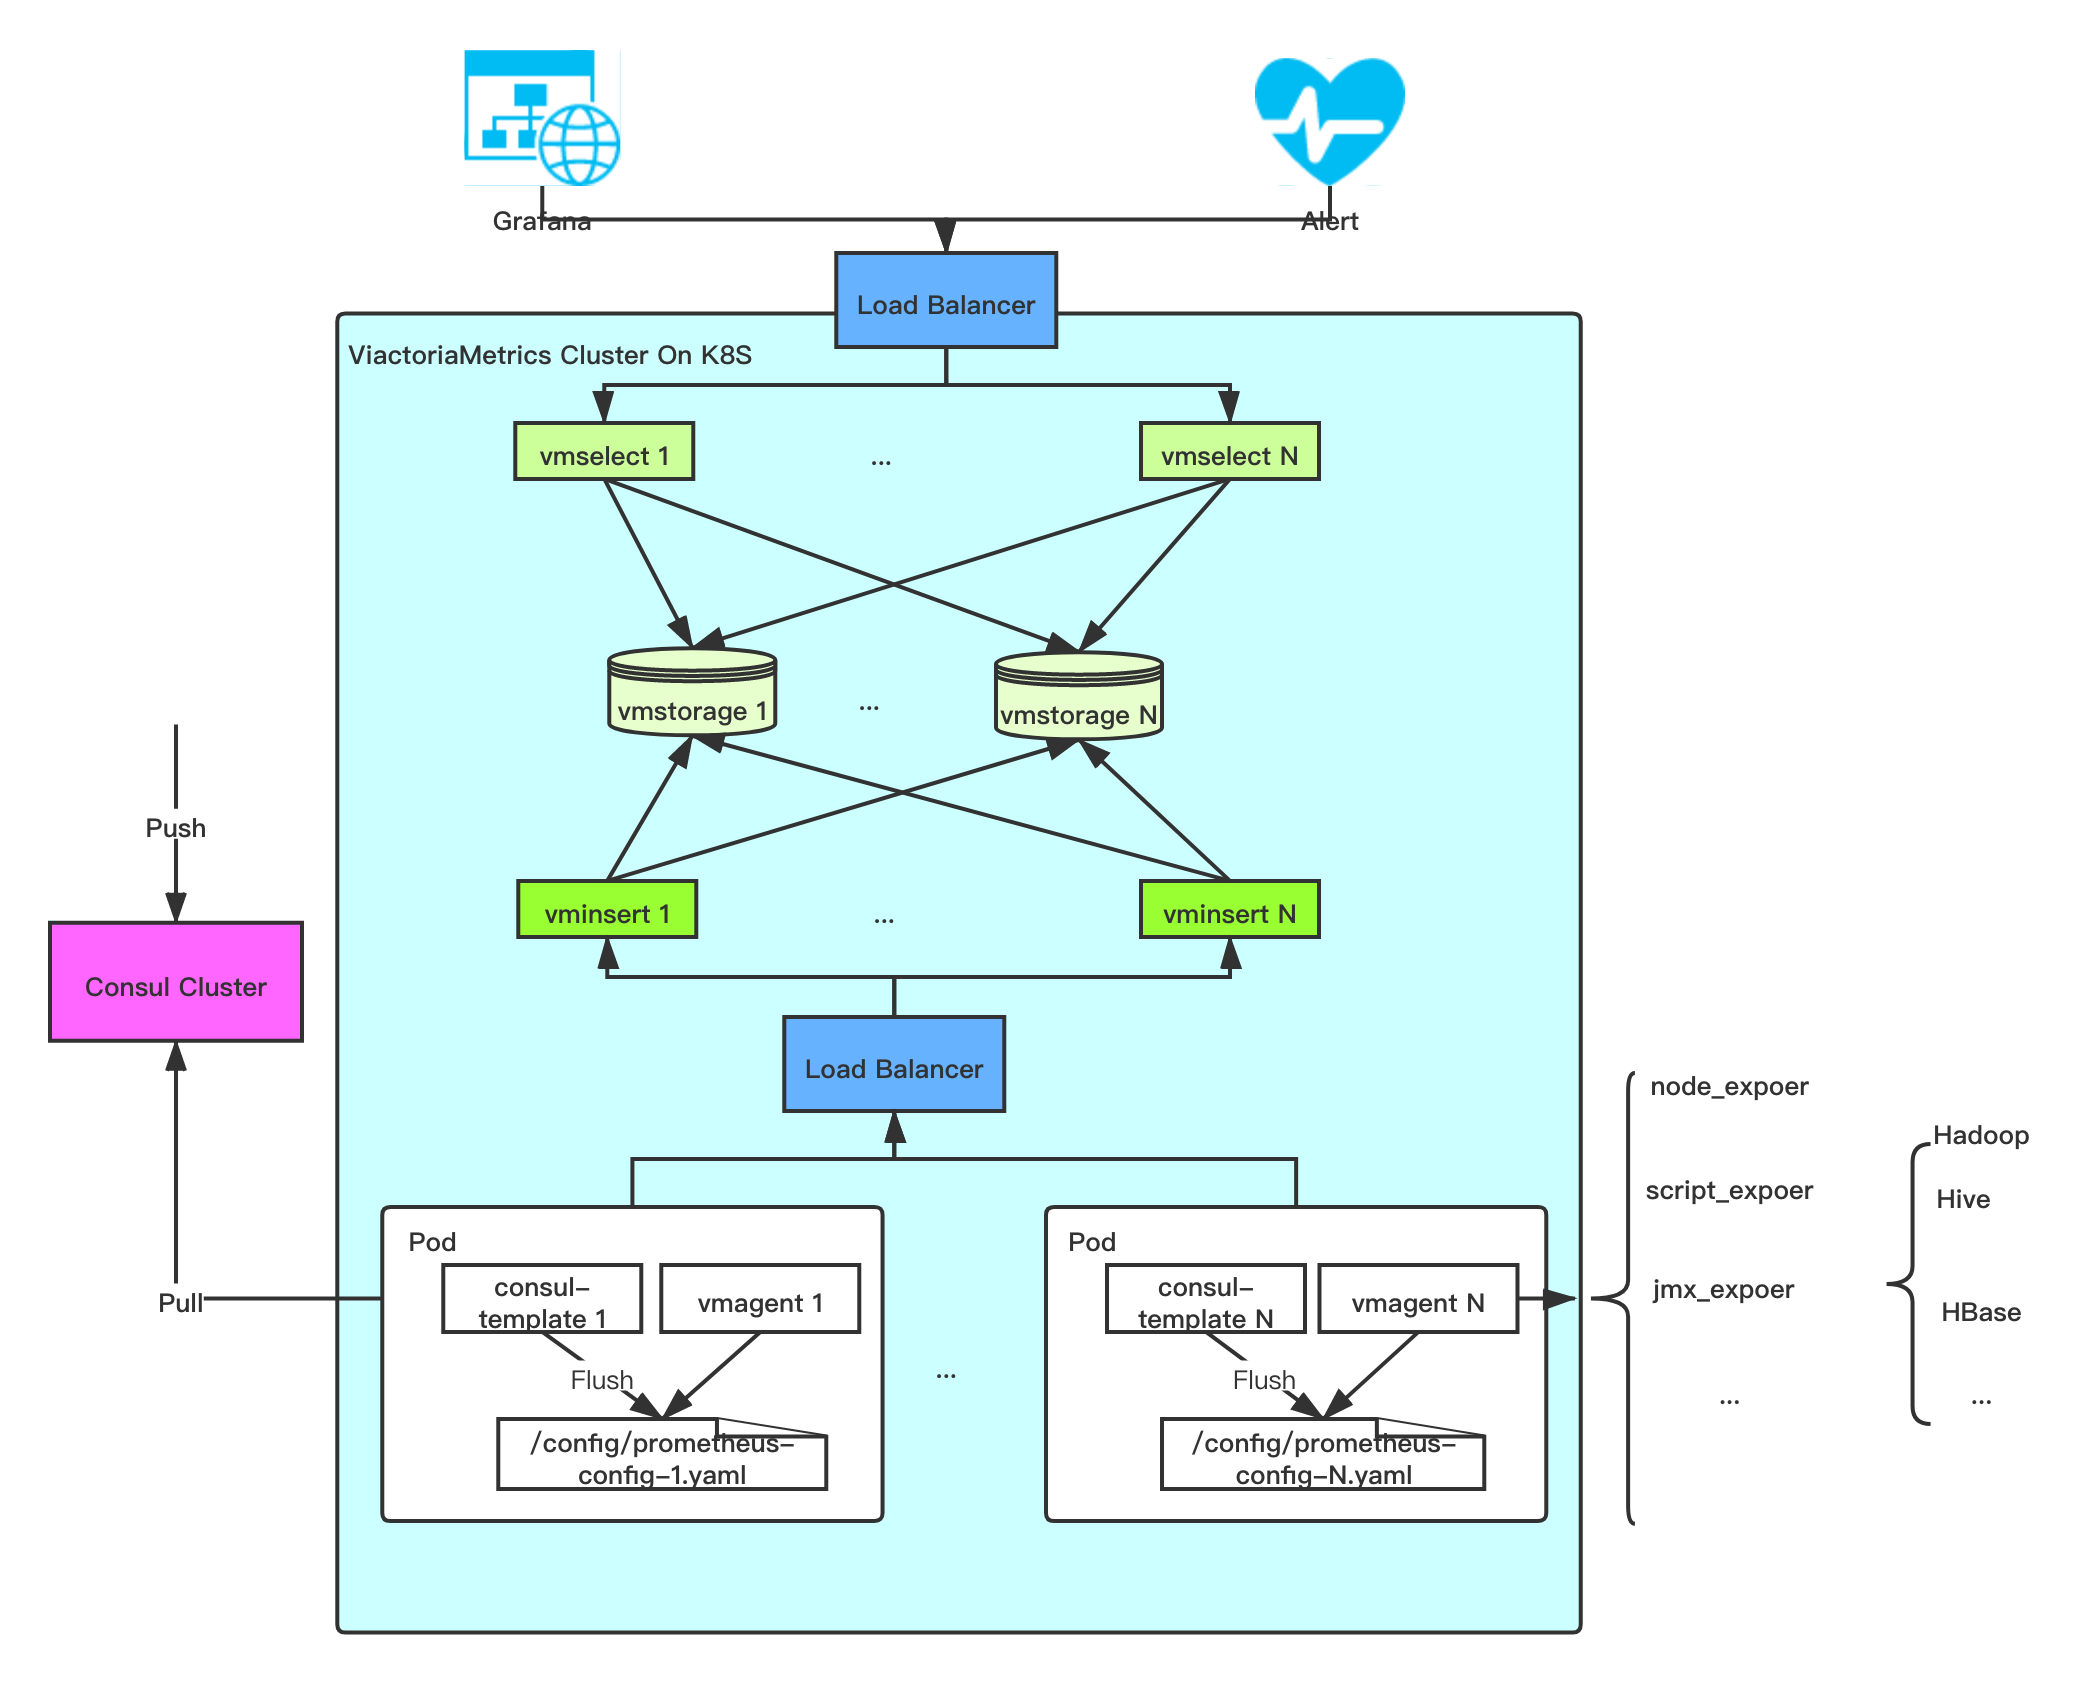 Grafana
Alert
Load Balancer
ViactoriaMetrics Cluster On K8S
vmselect 1
...
vmselect N
vmstorage 1
...
vmstorage N
Push
vminsert 1
...
vminsert N
Consul Cluster
Load Balancer
node_expoer
Hadoop
script_expoer
Hive
Pod
Pod
consul-
template 1
vmagent 1
consul-
template N
vmagent N
jmx_expoer
Pull
HBase
Flush
...
Flush
...
...
/config/prometheus-
config-1.yaml
/config/prometheus-
config-N.yaml